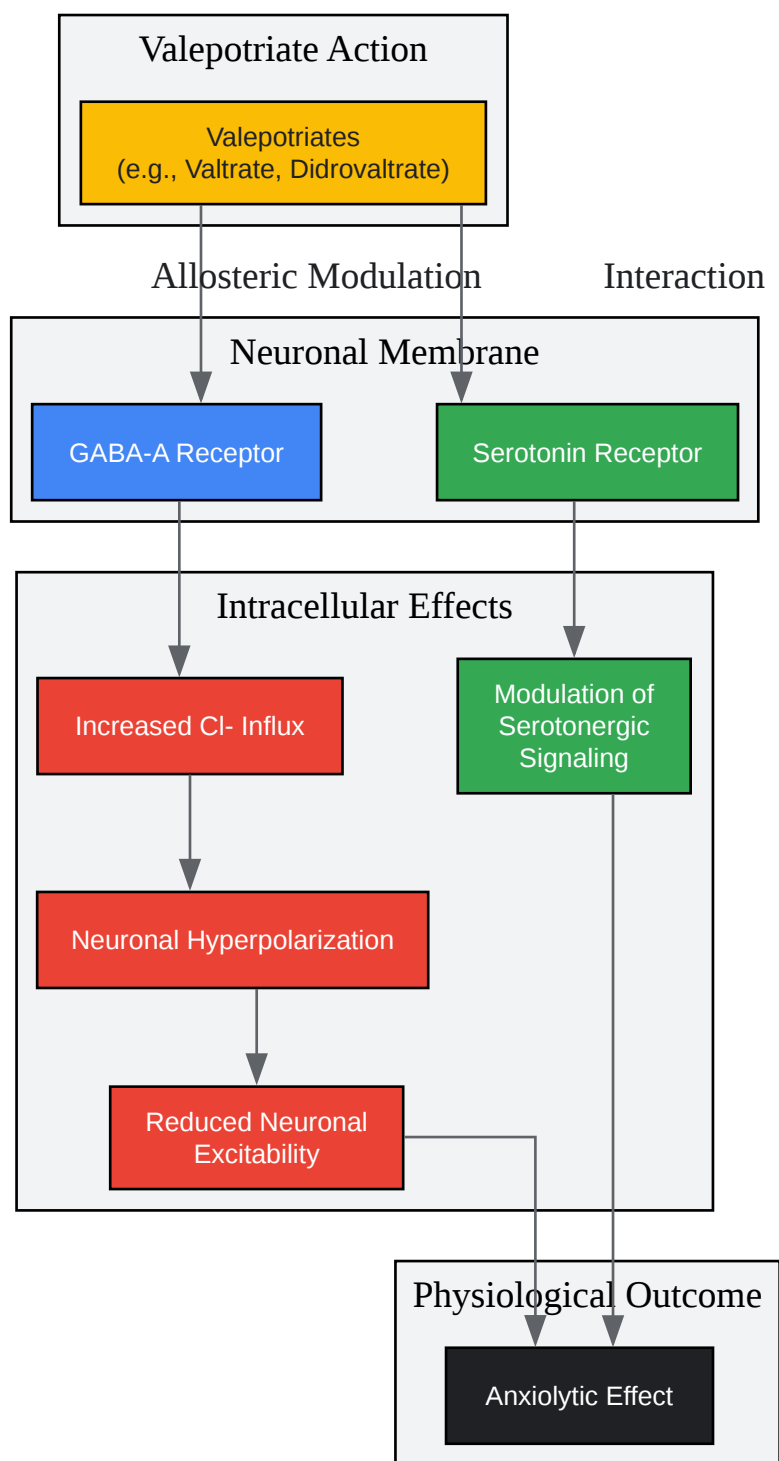 Valepotriate Action
Valepotriates
(e.g., Valtrate, Didrovaltrate)
Allosteric Modulation
Interaction
Neuronal Membrane
GABA-A Receptor
Serotonin Receptor
Intracellular Effects
Increased Cl- Influx
Modulation of
Serotonergic
Signaling
Neuronal Hyperpolarization
Reduced Neuronal
Excitability
Physiological Outcome
Anxiolytic Effect